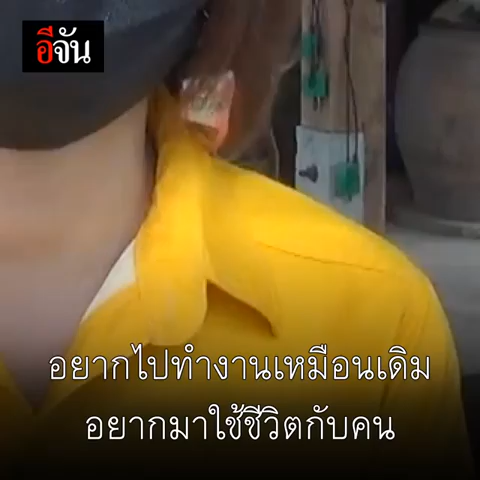 อีจัน
อยากไปทำงานเหมือนเดิม
อยากมาใช้ชีวิตกับคน